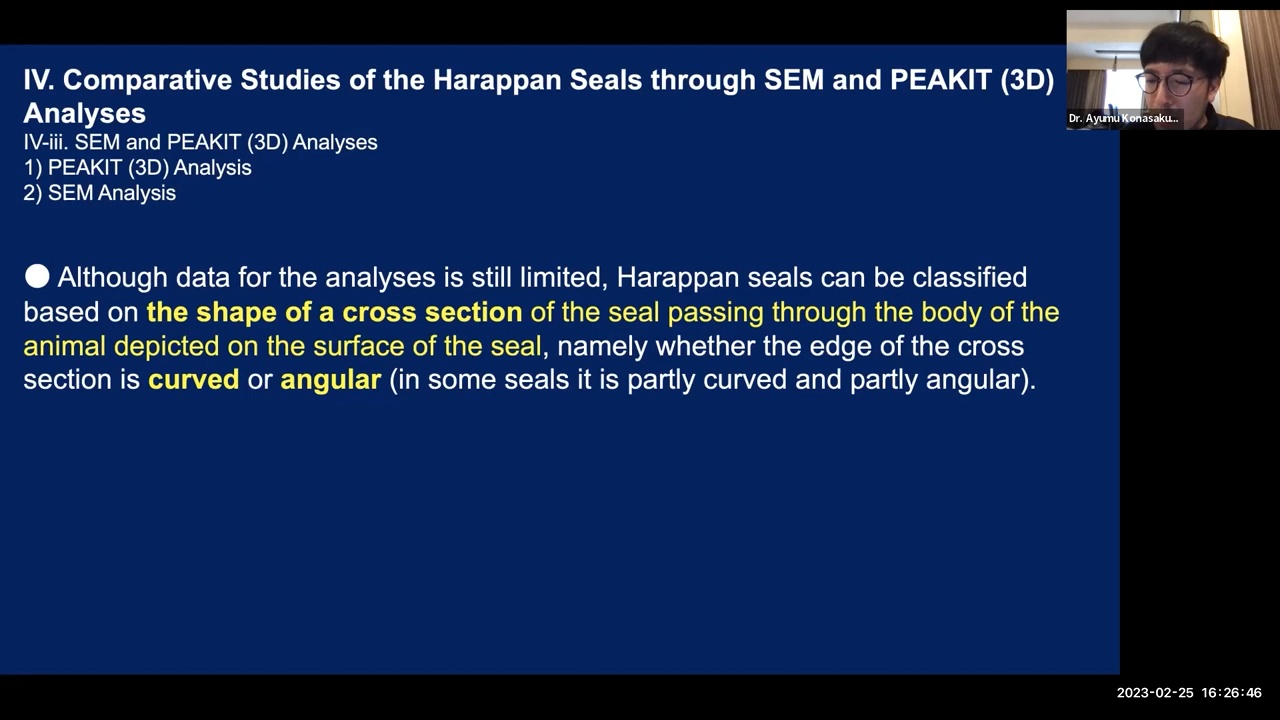 IV. Comparative Studies of the Harappan Seals through SEM and PEAKIT (3D)
Analyses
IV-iii. SEM and PEAKIT (3D) Analyses
1) PEAKIT (3D) Analysis
2) SEM Analysis
● Although data for the analyses is still limited, Harappan seals can be classified
based on the shape of a cross section of the seal passing through the body of the
animal depicted on the surface of the seal, namely whether the edge of the cross
section is curved or angular (in some seals it is partly curved and partly angular).
Dr. Ayumu Konasaku...
2023-02-25 16:26:46